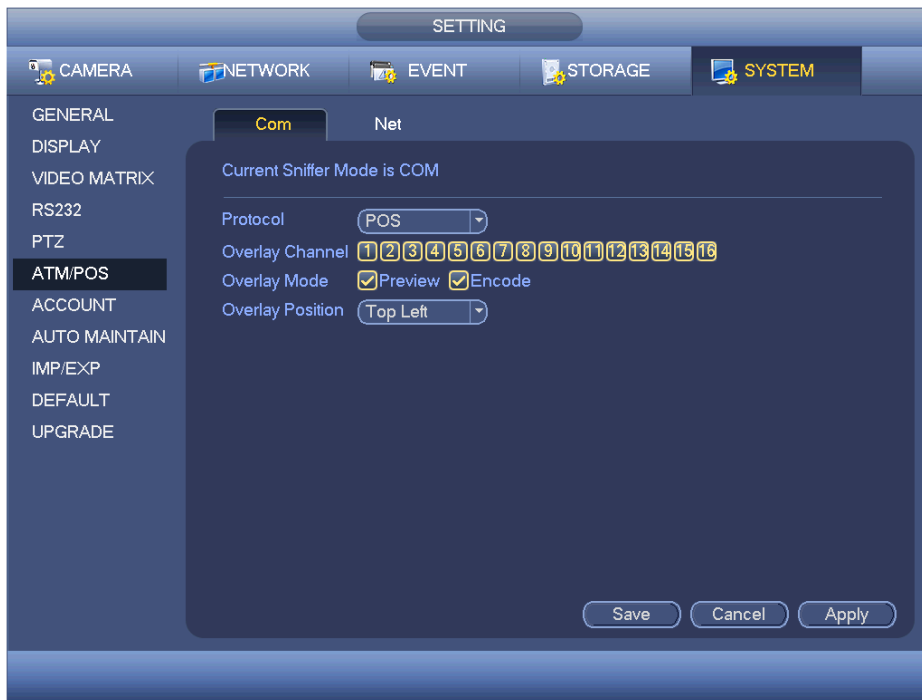 SETTING
CAMERA NETWORK EVENT STORAGE SYSTEM
GENERAL
DISPLAY
VIDEO MATRIX
RS232
PTZ
ATM/POS
ACCOUNT
AUTO MAINTAIN
IMP/EXP
DEFAULT
UPGRADE
Com Net
Current Sniffer Mode is COM
Protocol POS
Overlay Channel 1 2 3 4 5 6 7 8 9 10 11 12 13 14 15 16
Overlay Mode Preview Encode
Overlay Position Top Left
Save Cancel Apply